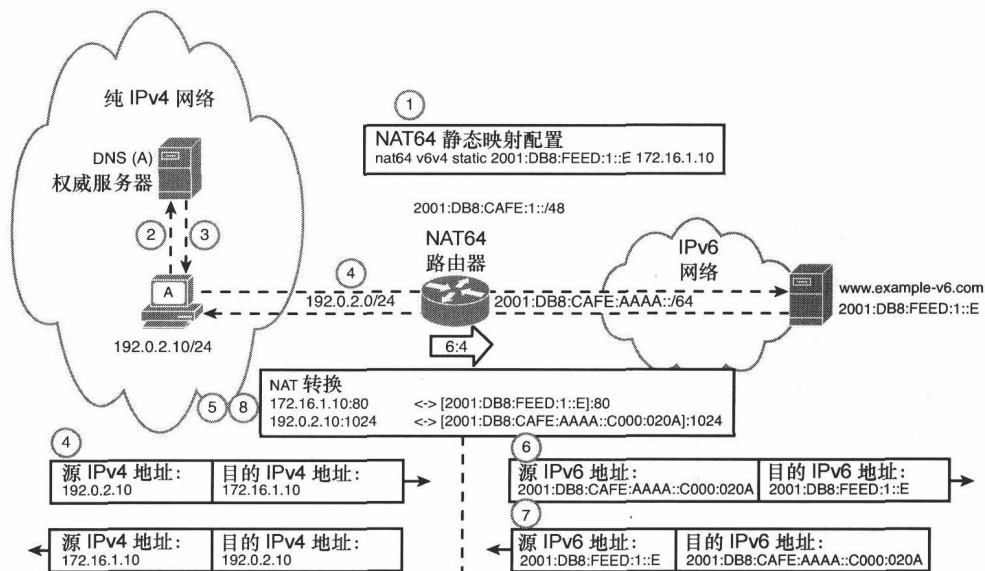 纯 IPv4 网络
DNS (A)
权威服务器
2
3
A
192.0.2.10/24
1
NAT64 静态映射配置
nat64 v6v4 static 2001:DB8:FEED:1::E 172.16.1.10
2001:DB8:CAFE:1::/48
NAT64
路由器
4
192.0.2.0/24
2001:DB8:CAFE:AAAA::/64
6:4
IPv6
网络
www.example-v6.com
2001:DB8:FEED:1::E
5
8
NAT 转换
172.16.1.10:80 <-> [2001:DB8:FEED:1::E]:80
192.0.2.10:1024 <-> [2001:DB8:CAFE:AAAA::C000:020A]:1024
4
源 IPv4 地址: 目的 IPv4 地址:
192.0.2.10 172.16.1.10
6
源 IPv6 地址: 目的 IPv6 地址:
2001:DB8:CAFE:AAAA::C000:020A 2001:DB8:FEED:1::E
源 IPv4 地址: 目的 IPv4 地址:
172.16.1.10 192.0.2.10
7
源 IPv6 地址: 目的 IPv6 地址:
2001:DB8:FEED:1::E 2001:DB8:CAFE:AAAA::C000:020A